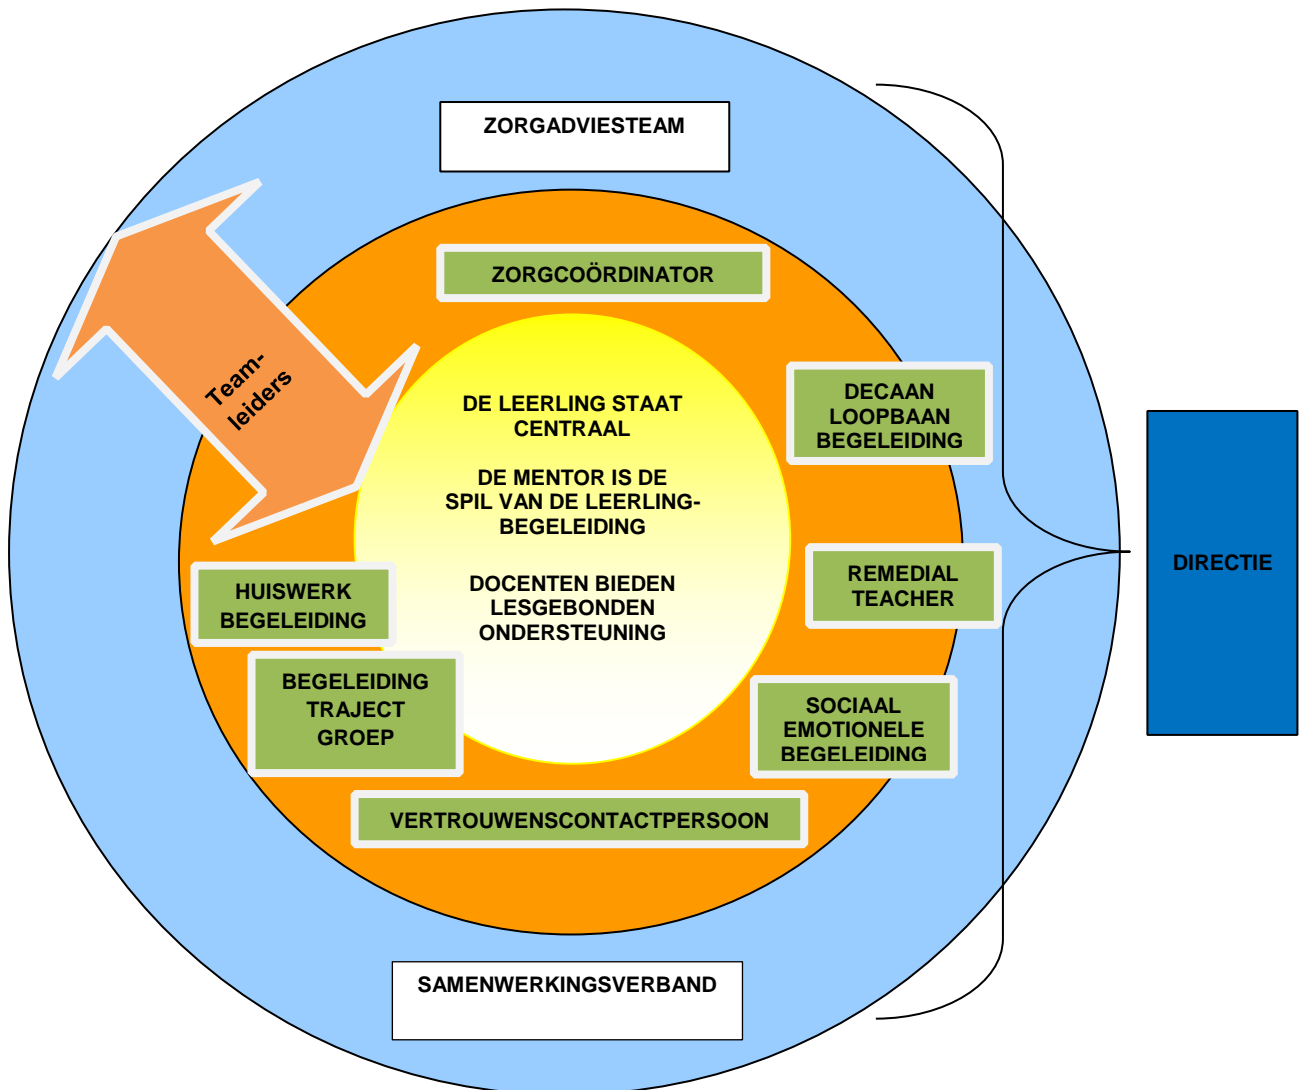 ZORGADVIESTEAM
ZORGCOÖRDINATOR
Team-
leiders
DE LEERLING STAAT
CENTRAAL
DE MENTOR IS DE
SPIL VAN DE LEERLING-
BEGELEIDING
DOCENTEN BIEDEN
LESGEBONDEN
ONDERSTEUNING
DECAAN
LOOPBAAN
BEGELEIDING
REMEDIAL
TEACHER
DIRECTIE
HUISWERK
BEGELEIDING
BEGELEIDING
TRAJECT
GROEP
SOCIAAL
EMOTIONELE
BEGELEIDING
VERTROUWENSCONTACTPERSOON
SAMENWERKINGSVERBAND